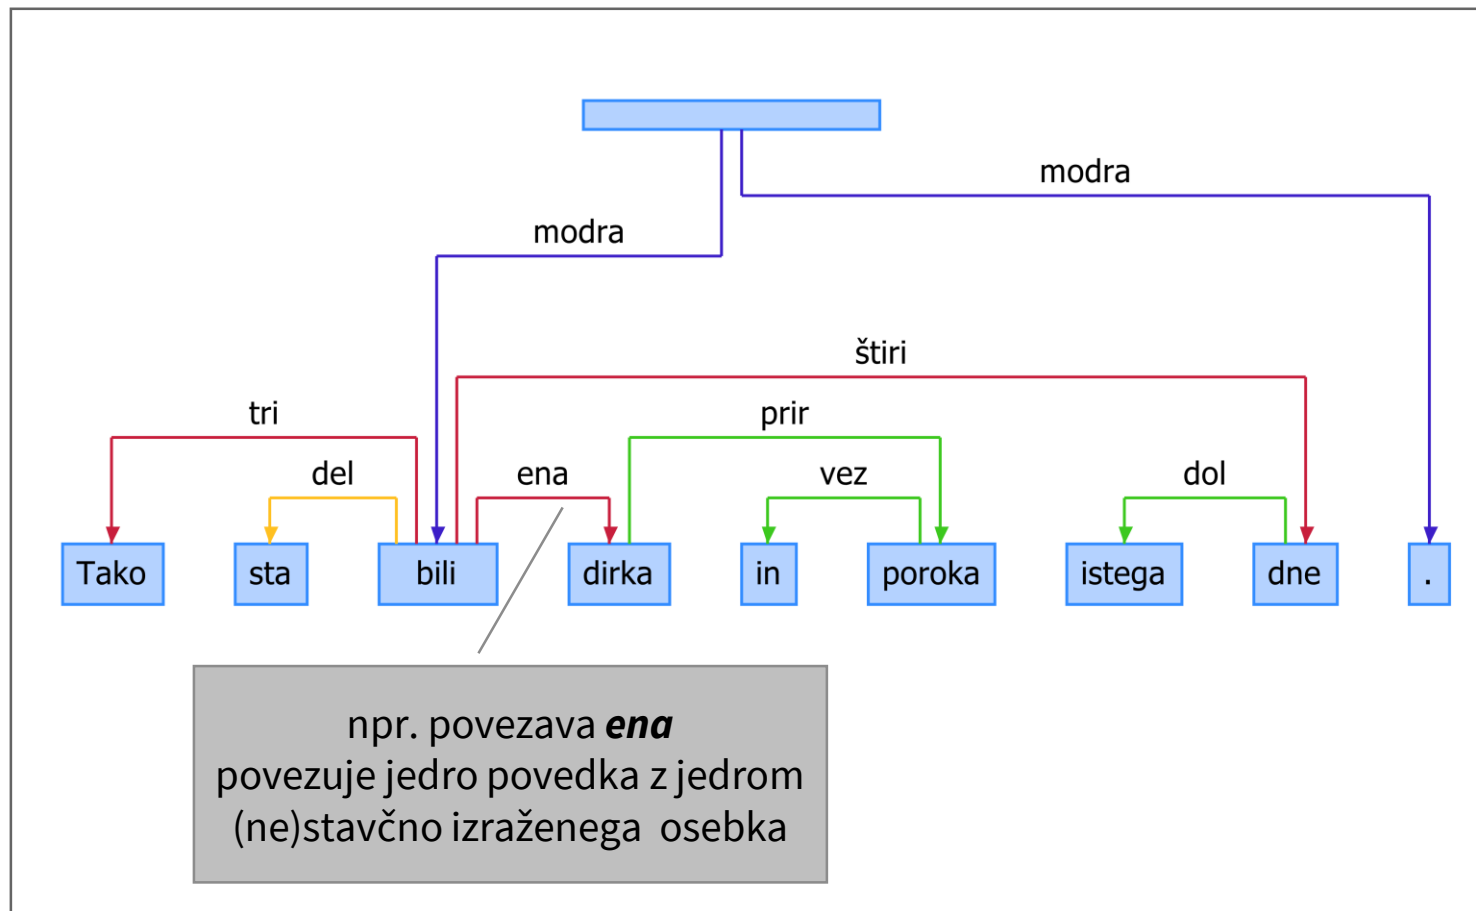 modra
modra
štiri
tri
prir
del
ena
vez
dol
Tako sta bili dirka in poroka istega dne .
npr. povezava ena
povezuje jedro povedka z jedrom
(ne)stavčno izraženega osebka